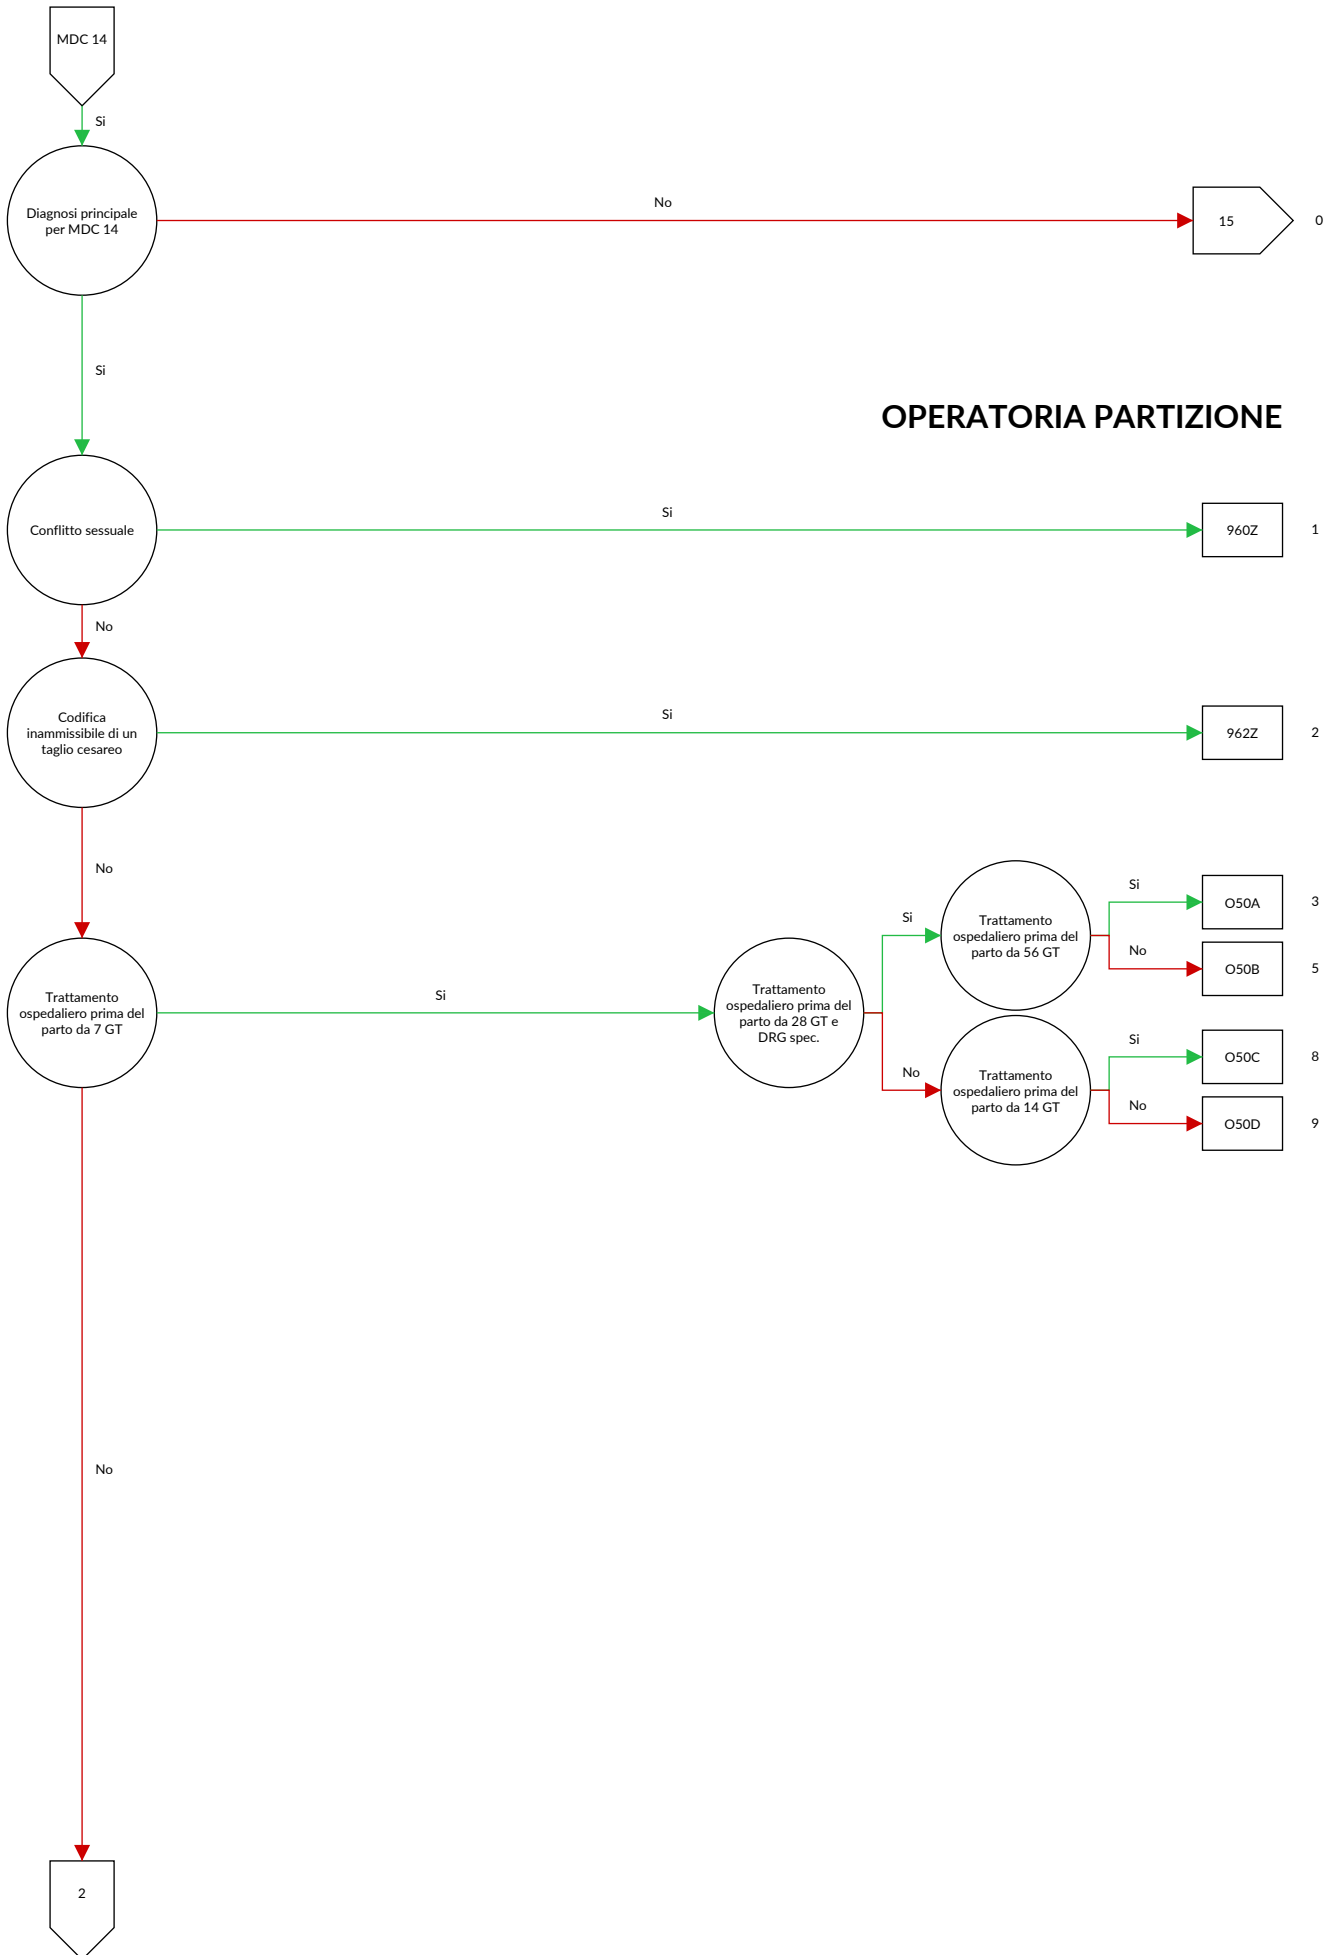 MDC 14
Si
Diagnosi principale
per MDC 14
No
15
0
Si
OPERATORIA PARTIZIONE
Conflitto sessuale
Si
960Z
1
No
Codifica
inammissibile di un
taglio cesareo
Si
962Z
2
No
Trattamento
ospedaliero prima del
parto da 7 GT
Si
Trattamento
ospedaliero prima del
parto da 28 GT e
DRG spec.
Si
Trattamento
ospedaliero prima del
parto da 56 GT
Si
O50A
3
No
O50B
5
No
Trattamento
ospedaliero prima del
parto da 14 GT
Si
O50C
8
No
O50D
9
No
2